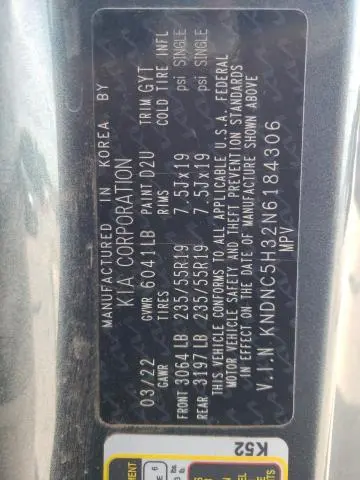 MANUFACTURED IN KOREA BY
KIA CORPORATION
03/22 GVWR 6041LB PAINT D2U TRIM GYT
GAWR RIMS COLD TIRE INFL
FRONT 3064 LB 235/55R19 7.5Jx19 psi SINGLE
REAR 3197 LB 235/55R19 7.5Jx19 psi SINGLE
THIS VEHICLE CONFORMS TO ALL APPLICABLE U.S.A. FEDERAL
MOTOR VEHICLE SAFETY AND THEFT PREVENTION STANDARDS
IN EFFECT ON THE DATE OF MANUFACTURE SHOWN ABOVE
V.I.N KNDNC5H32N6184306
MPV
K52